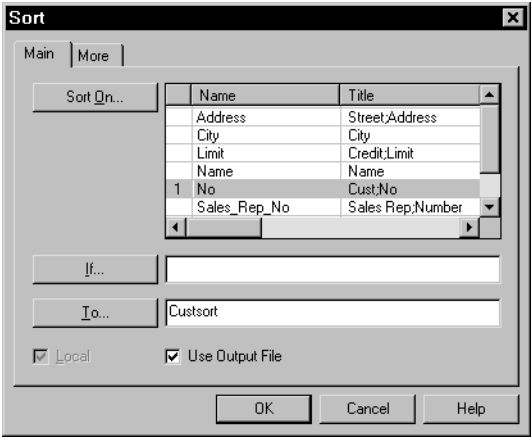 Sort
Main More
Sort On...
Name Title
Address Street;Address
City City
Limit Credit;Limit
Name Name
1 No Cust;No
Sales_Rep_No Sales Rep;Number
If...
To... Custsort
Local Use Output File
OK Cancel Help